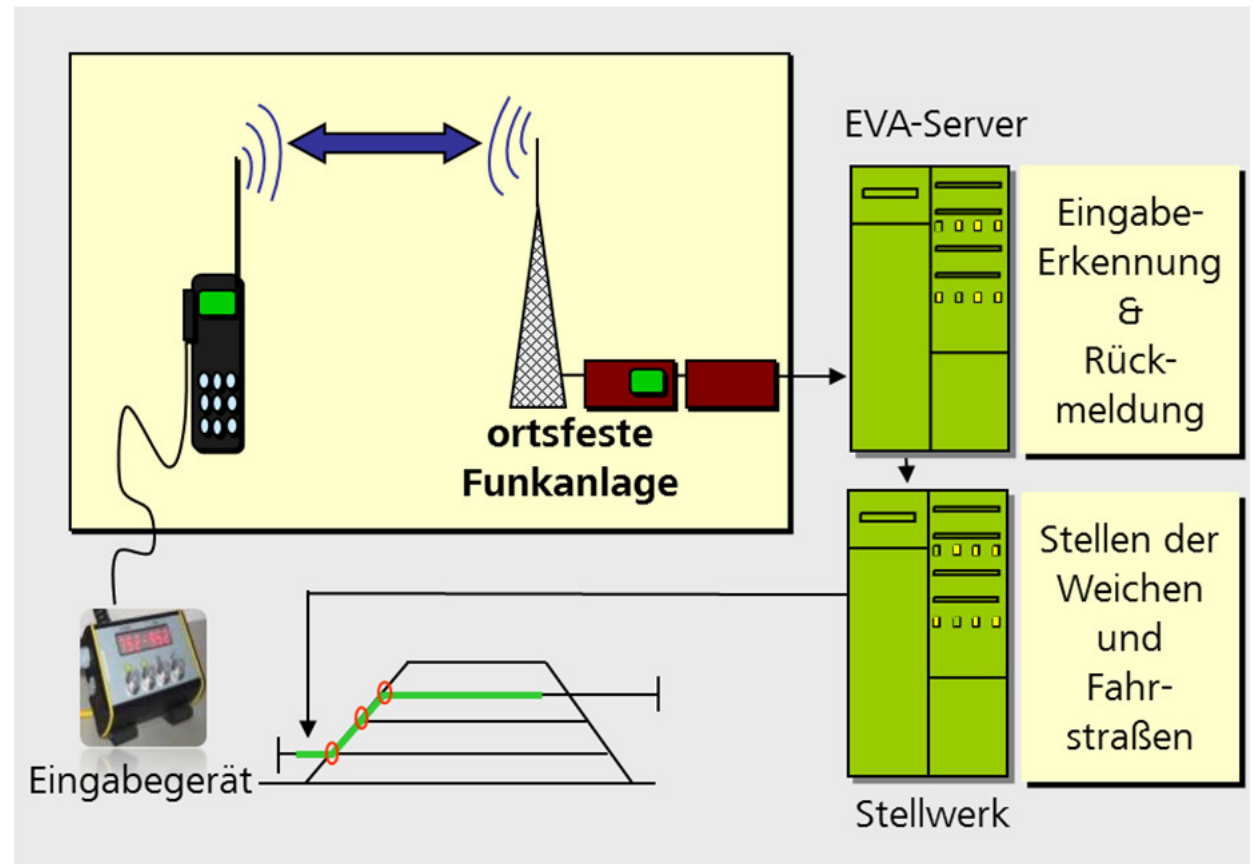 EVA-Server
Eingabe-
Erkennung
&
Rück-
meldung
ortsfeste
Funkanlage
Stellen der
Weichen
und
Fahr-
straßen
Eingabegerät
Stellwerk